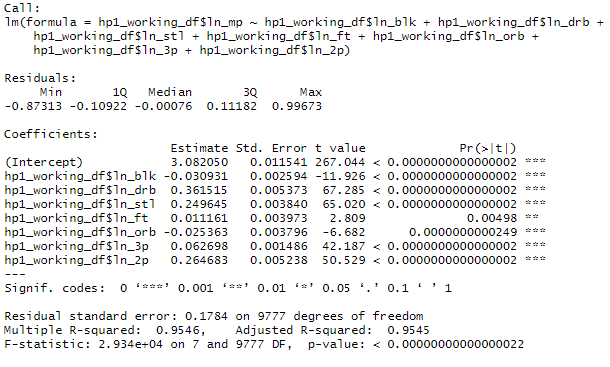 Call:
lm(formula = hp1_working_df$ln_mp ~ hp1_working_df$ln_blk + hp1_working_df$ln_drb +
    hp1_working_df$ln_stl + hp1_working_df$ln_ft + hp1_working_df$ln_orb +
    hp1_working_df$ln_3p + hp1_working_df$ln_2p)
Residuals:
     Min       1Q   Median       3Q      Max
-0.87313 -0.10922 -0.00076  0.11182  0.99673
Coefficients:
                       Estimate Std. Error t value             Pr(>|t|)
(Intercept)            3.082050   0.011541 267.044 < 0.0000000000000002 ***
hp1_working_df$ln_blk -0.030931   0.002594 -11.926 < 0.0000000000000002 ***
hp1_working_df$ln_drb  0.361515   0.005373  67.285 < 0.0000000000000002 ***
hp1_working_df$ln_stl  0.249645   0.003840  65.020 < 0.0000000000000002 ***
hp1_working_df$ln_ft   0.011161   0.003973   2.809              0.00498 **
hp1_working_df$ln_orb -0.025363   0.003796  -6.682      0.0000000000249 ***
hp1_working_df$ln_3p   0.062698   0.001486  42.187 < 0.0000000000000002 ***
hp1_working_df$ln_2p   0.264683   0.005238  50.529 < 0.0000000000000002 ***
---
Signif. codes:  0 ‘***’ 0.001 ‘**’ 0.01 ‘*’ 0.05 ‘.’ 0.1 ‘ ’ 1
Residual standard error: 0.1784 on 9777 degrees of freedom
Multiple R-squared:  0.9546,    Adjusted R-squared:  0.9545
F-statistic: 2.934e+04 on 7 and 9777 DF,  p-value: < 0.00000000000000022